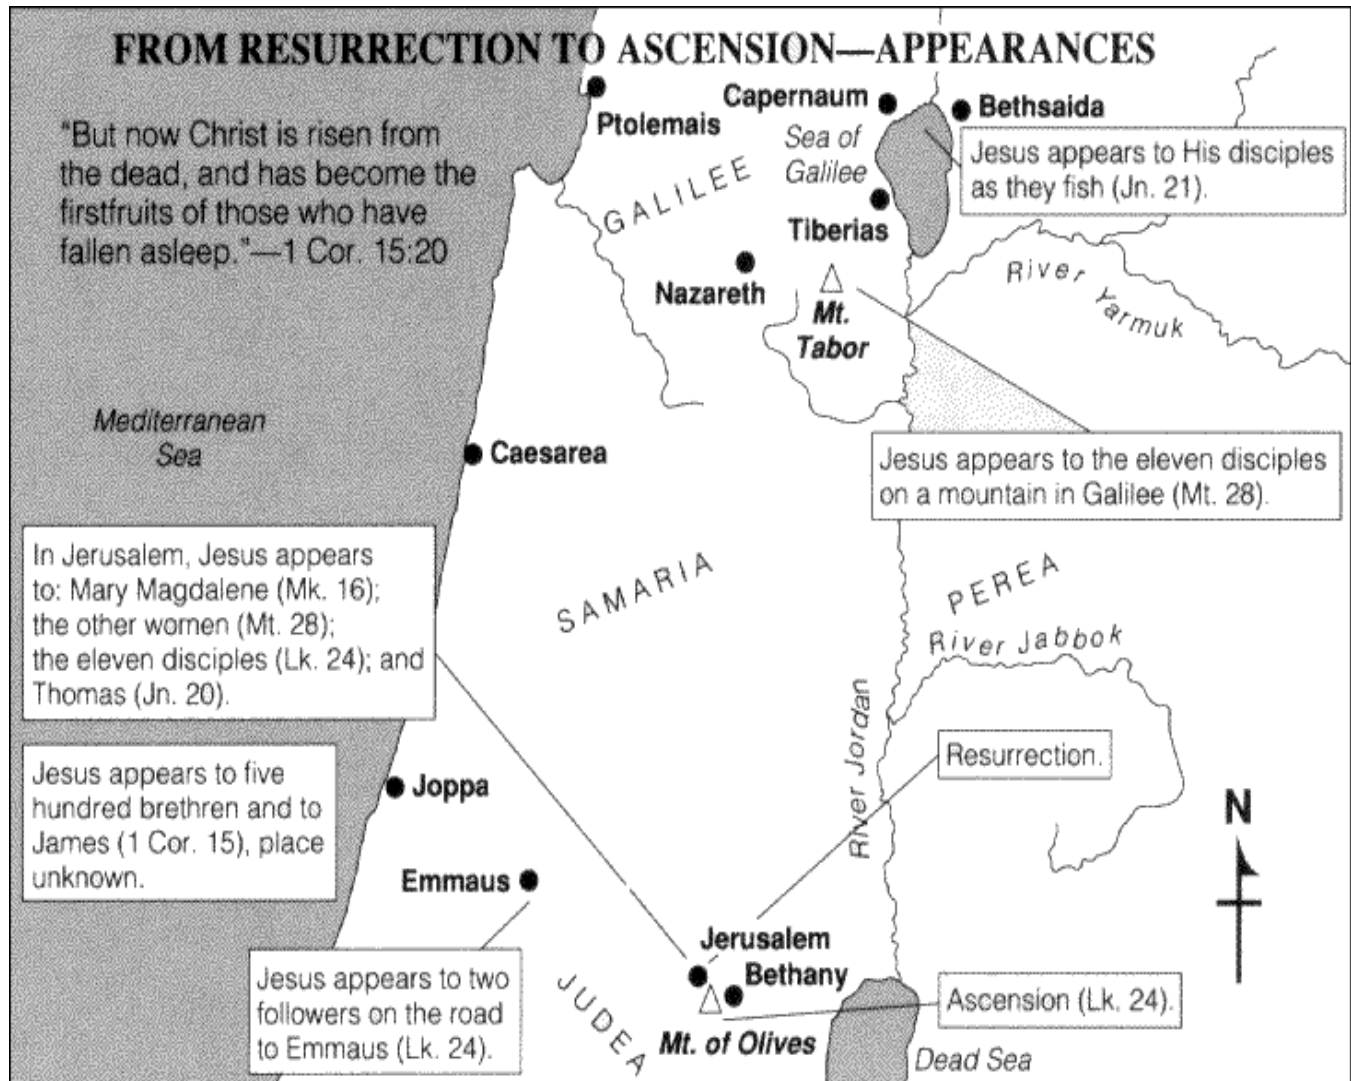 FROM RESURRECTION TO ASCENSION—APPEARANCES
"But now Christ is risen from
the dead, and has become the
firstfruits of those who have
fallen asleep."—1 Cor. 15:20
Ptolemais
Capernaum
Bethsaida
Sea of
Galilee
Jesus appears to His disciples
as they fish (Jn. 21).
GALILEE
Tiberias
Nazareth
Mt.
Tabor
River Yarmuk
Mediterranean
Sea
Caesarea
Jesus appears to the eleven disciples
on a mountain in Galilee (Mt. 28).
In Jerusalem, Jesus appears
to: Mary Magdalene (Mk. 16);
the other women (Mt. 28);
the eleven disciples (Lk. 24); and
Thomas (Jn. 20).
SAMARIA
PEREA
River Jabbok
River Jordan
Resurrection.
Jesus appears to five
hundred brethren and to
James (1 Cor. 15), place
unknown.
Joppa
N
Emmaus
Jerusalem
Bethany
Jesus appears to two
followers on the road
to Emmaus (Lk. 24).
JUDEA
Mt. of Olives
Ascension (Lk. 24).
Dead Sea